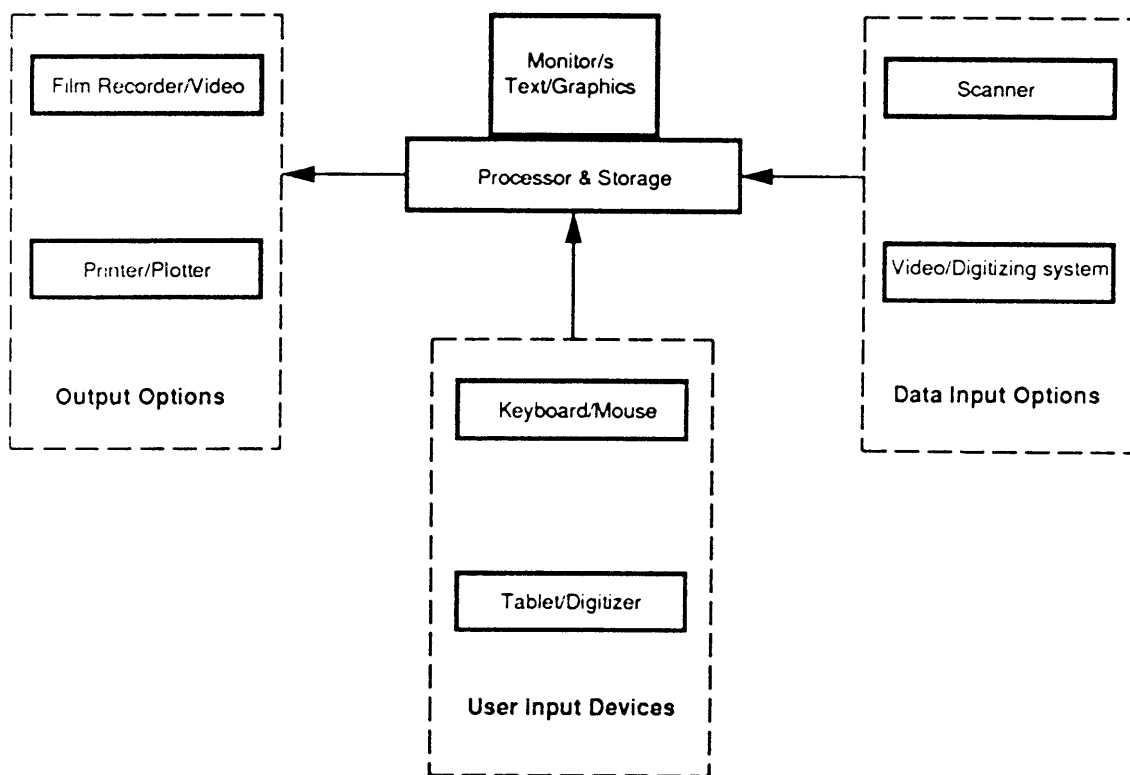 Film Recorder/Video
Printer/Plotter
Output Options
Monitor/s
Text/Graphics
Processor & Storage
Keyboard/Mouse
Tablet/Digitizer
User Input Devices
Scanner
Video/Digitizing system
Data Input Options